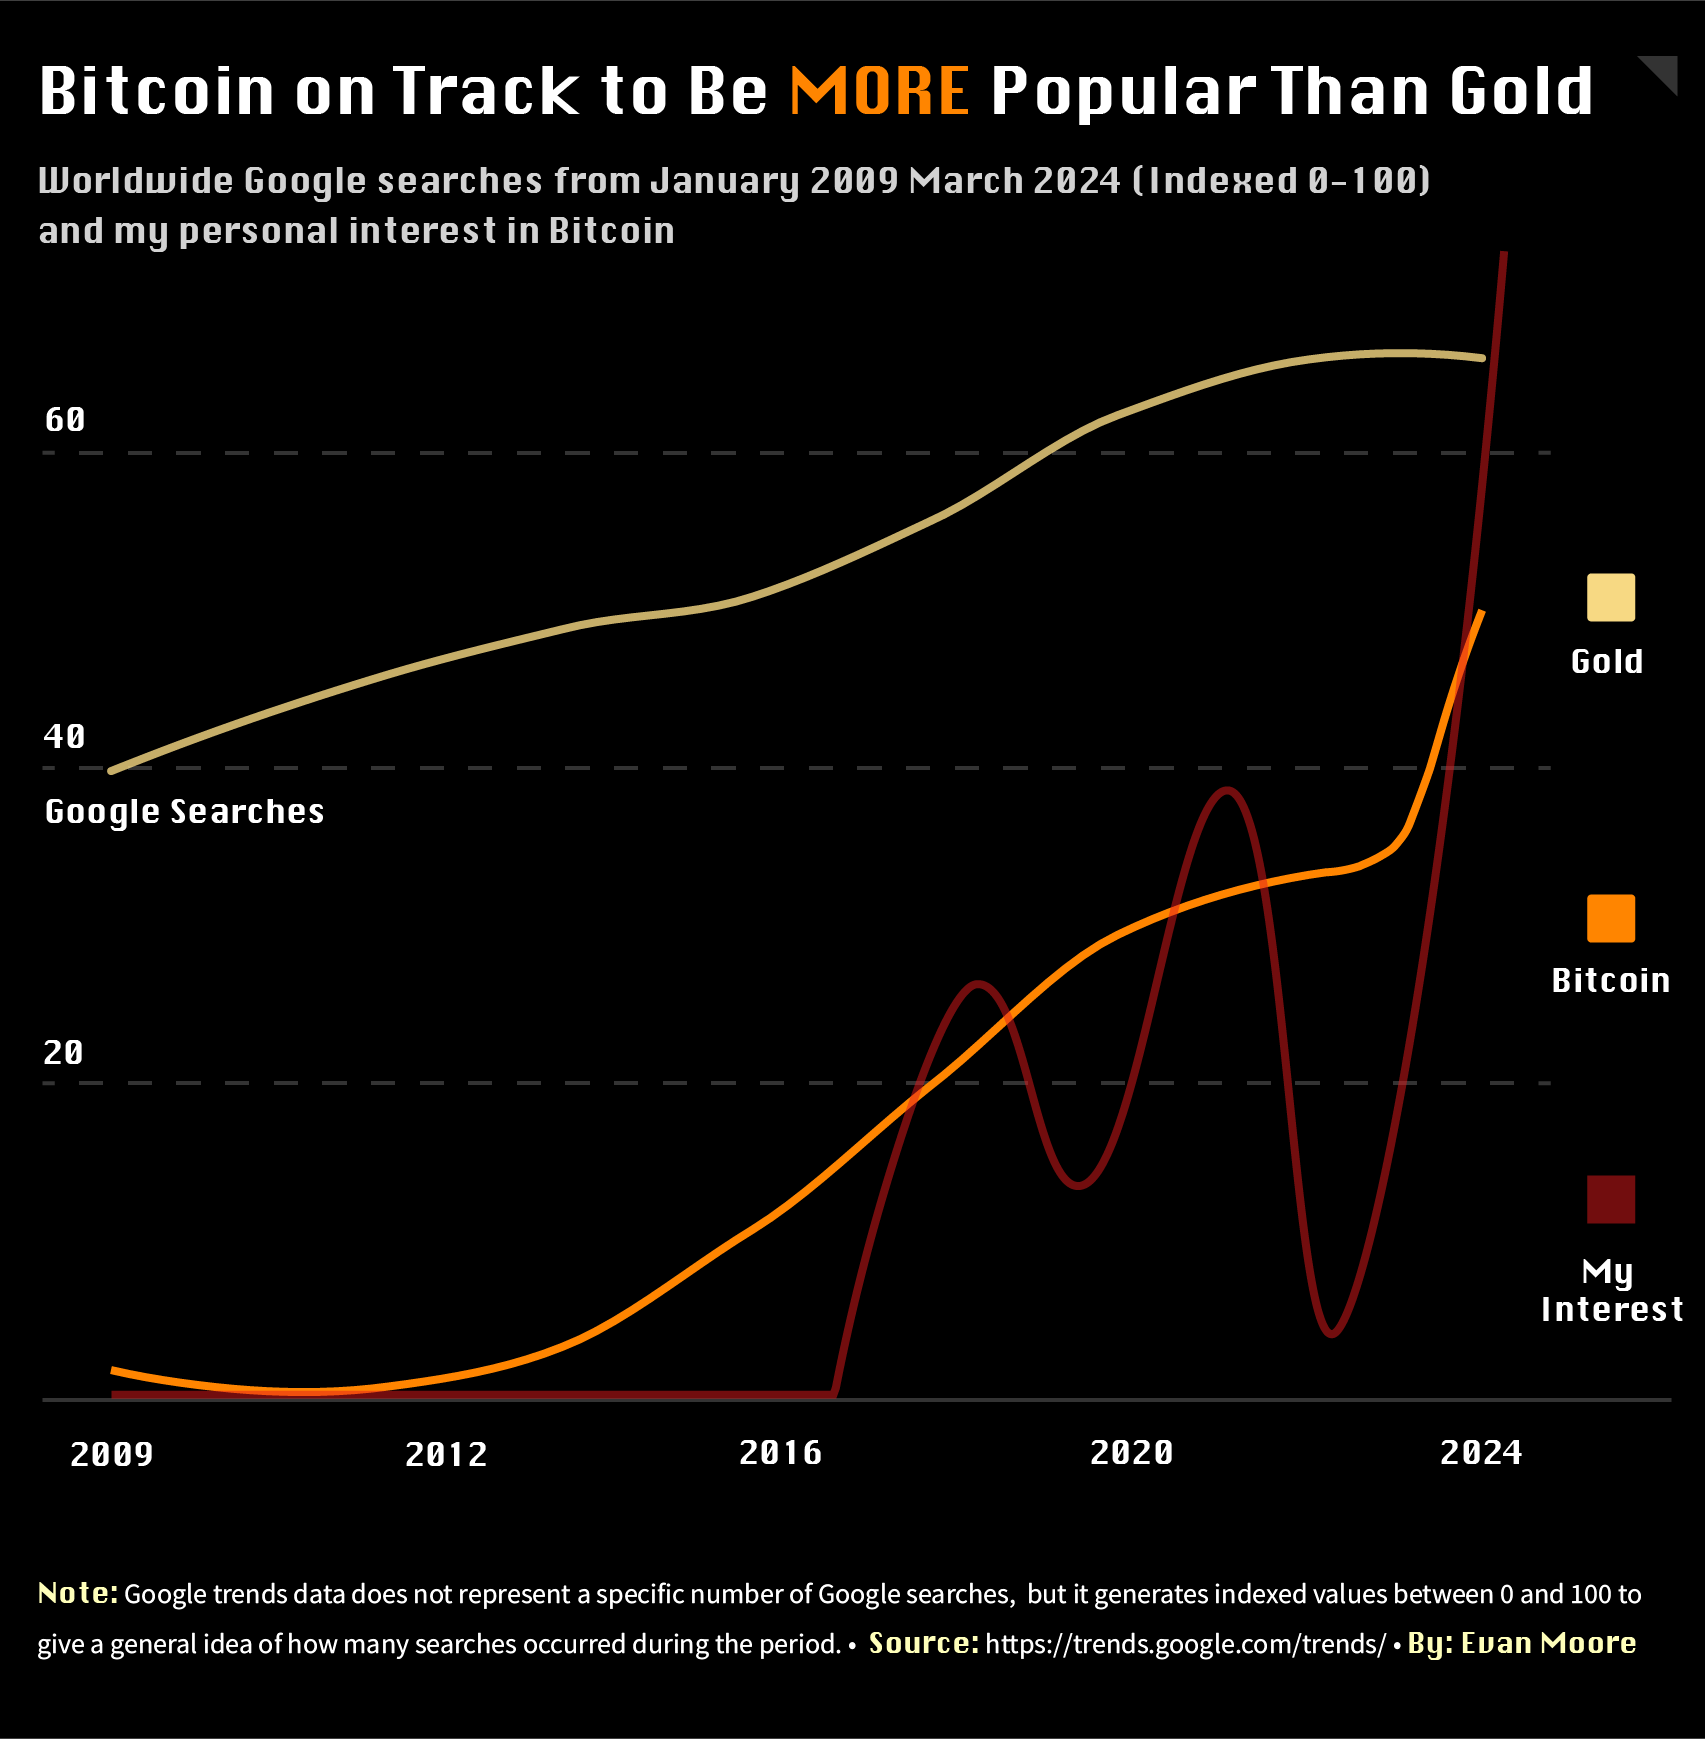 Bitcoin on Track to Be MORE Popular Than Gold
Worldwide Google searches from January 2009 March 2024 (Indexed 0-100)
and my personal interest in Bitcoin
60
40
Google Searches
20
Gold
Bitcoin
My
Interest
2009
2012
2016
2020
2024
Note: Google trends data does not represent a specific number of Google searches,  but it generates indexed values between 0 and 100 to
give a general idea of how many searches occurred during the period. •  Source: https://trends.google.com/trends/ • By: Evan Moore